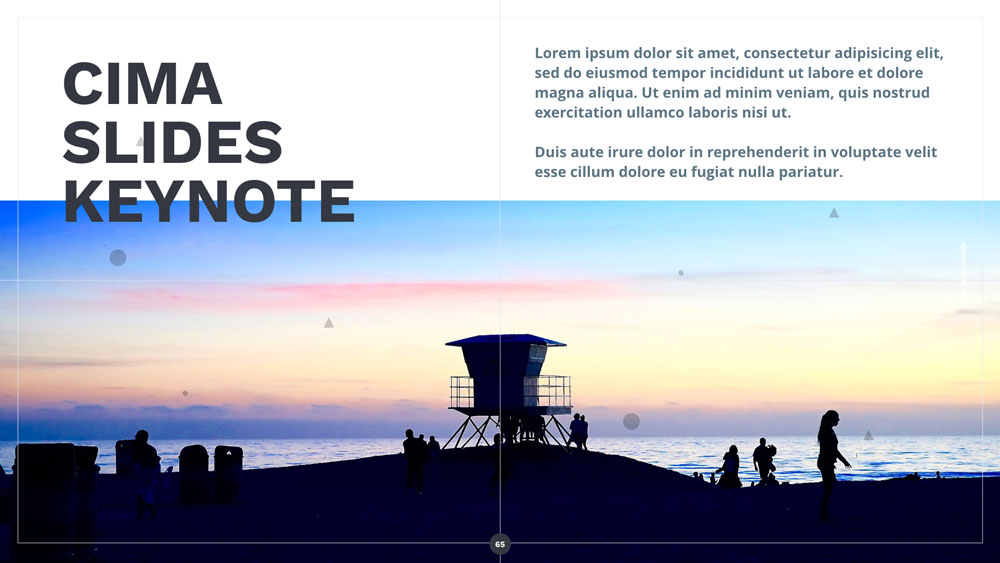 CIMA
SLIDES
KEYNOTE
Lorem ipsum dolor sit amet, consectetur adipisicing elit,
sed do eiusmod tempor incididunt ut labore et dolore
magna aliqua. Ut enim ad minim veniam, quis nostrud
exercitation ullamco laboris nisi ut.
Duis aute irure dolor in reprehenderit in voluptate velit
esse cillum dolore eu fugiat nulla pariatur.
65